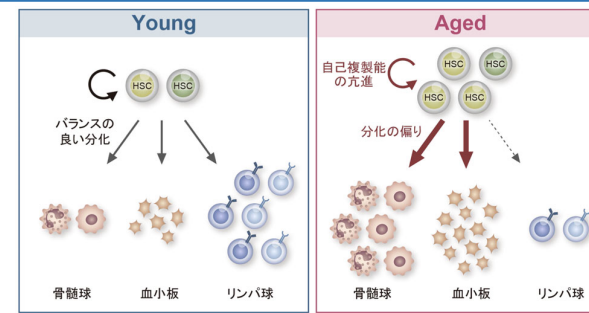 Young
HSC
HSC
バランスの
良い分化
骨髄球
血小板
リンパ球
Aged
自己複製能
の亢進
HSC
HSC
HSC
HSC
分化の偏り
骨髄球
血小板
リンパ球